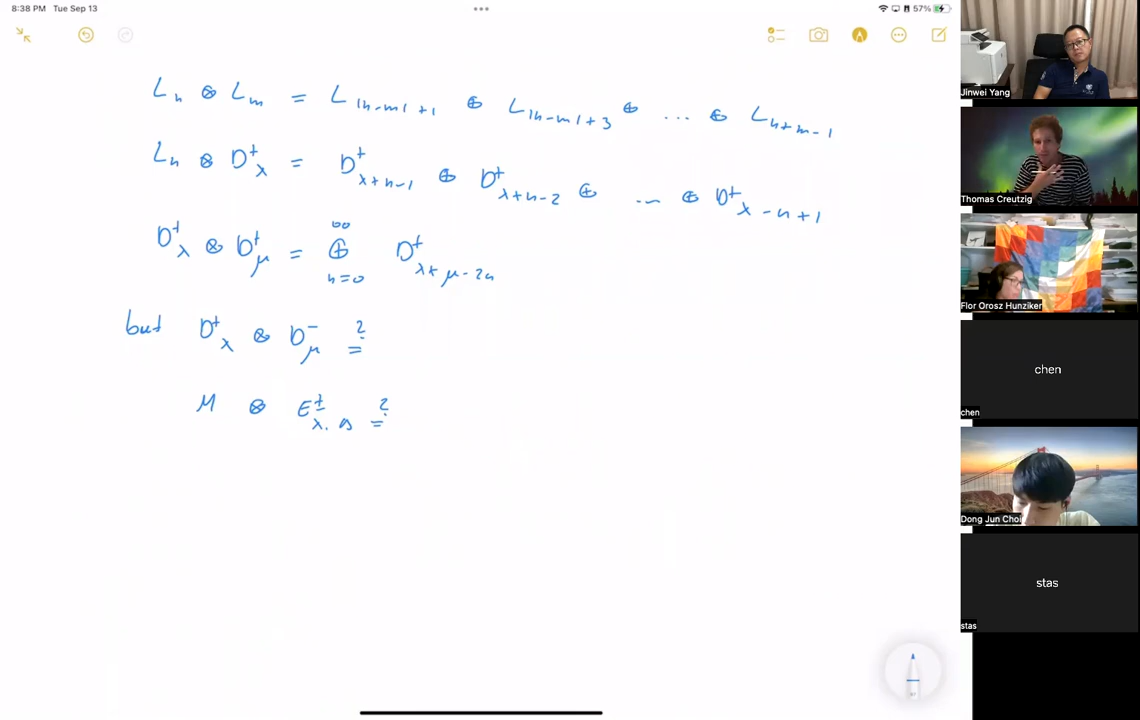 8:38 PM Tue Sep 13
57%
L_n ⊗ L_m = L_{|n-m|+1} ⊕ L_{|n-m|+3} ⊕ ... ⊕ L_{n+m-1}
L_n ⊗ D^+_λ = D^+_{λ+n-1} ⊕ D^+_{λ+n-2} ⊕ ... ⊕ D^+_{λ-n+1}
D^+_λ ⊗ D^+_μ = ⊕_{n=0}^{∞} D^+_{λ+μ-2n}
but D^+_λ ⊗ D^-_μ =?
M ⊗ E^±_{λ,Δ} =?
Jinwei Yang
Thomas Creutzig
Flor Orosz Hunziker
chen
chen
Dong Jun Choi
stas
stas